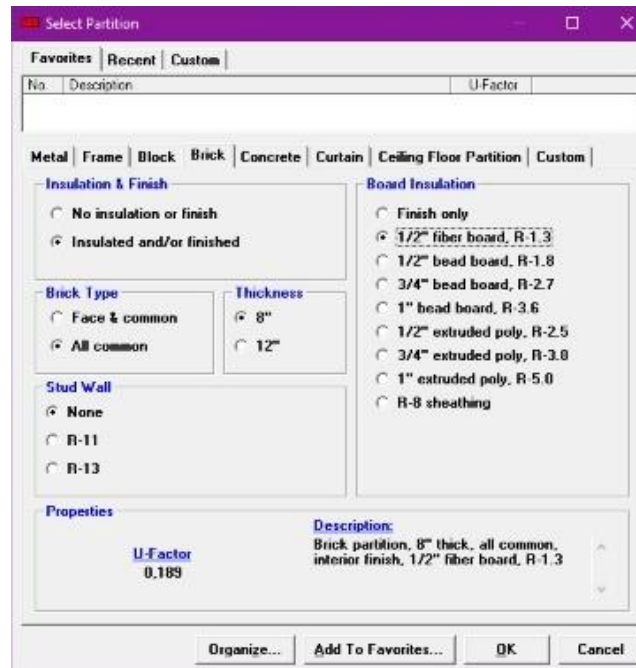 Select Partition
Favorites Recent Custom
No. Description U-Factor
Metal Frame Block Brick Concrete Curtain Ceiling Floor Partition Custom
Insulation & Finish
No insulation or finish
Insulated and/or finished
Brick Type
Face & common
All common
Thickness
8"
12"
Stud Wall
None
R-11
R-13
Board Insulation
Finish only
1/2" fiber board, R-1.3
1/2" bead board, R-1.8
3/4" bead board, R-2.7
1" bead board, R-3.6
1/2" extruded poly, R-2.5
3/4" extruded poly, R-3.8
1" extruded poly, R-5.0
R-8 sheathing
Properties
U-Factor
0,189
Description:
Brick partition, 8" thick, all common,
interior finish, 1/2" fiber board, R-1.3
Organize... Add To Favorites... OK Cancel